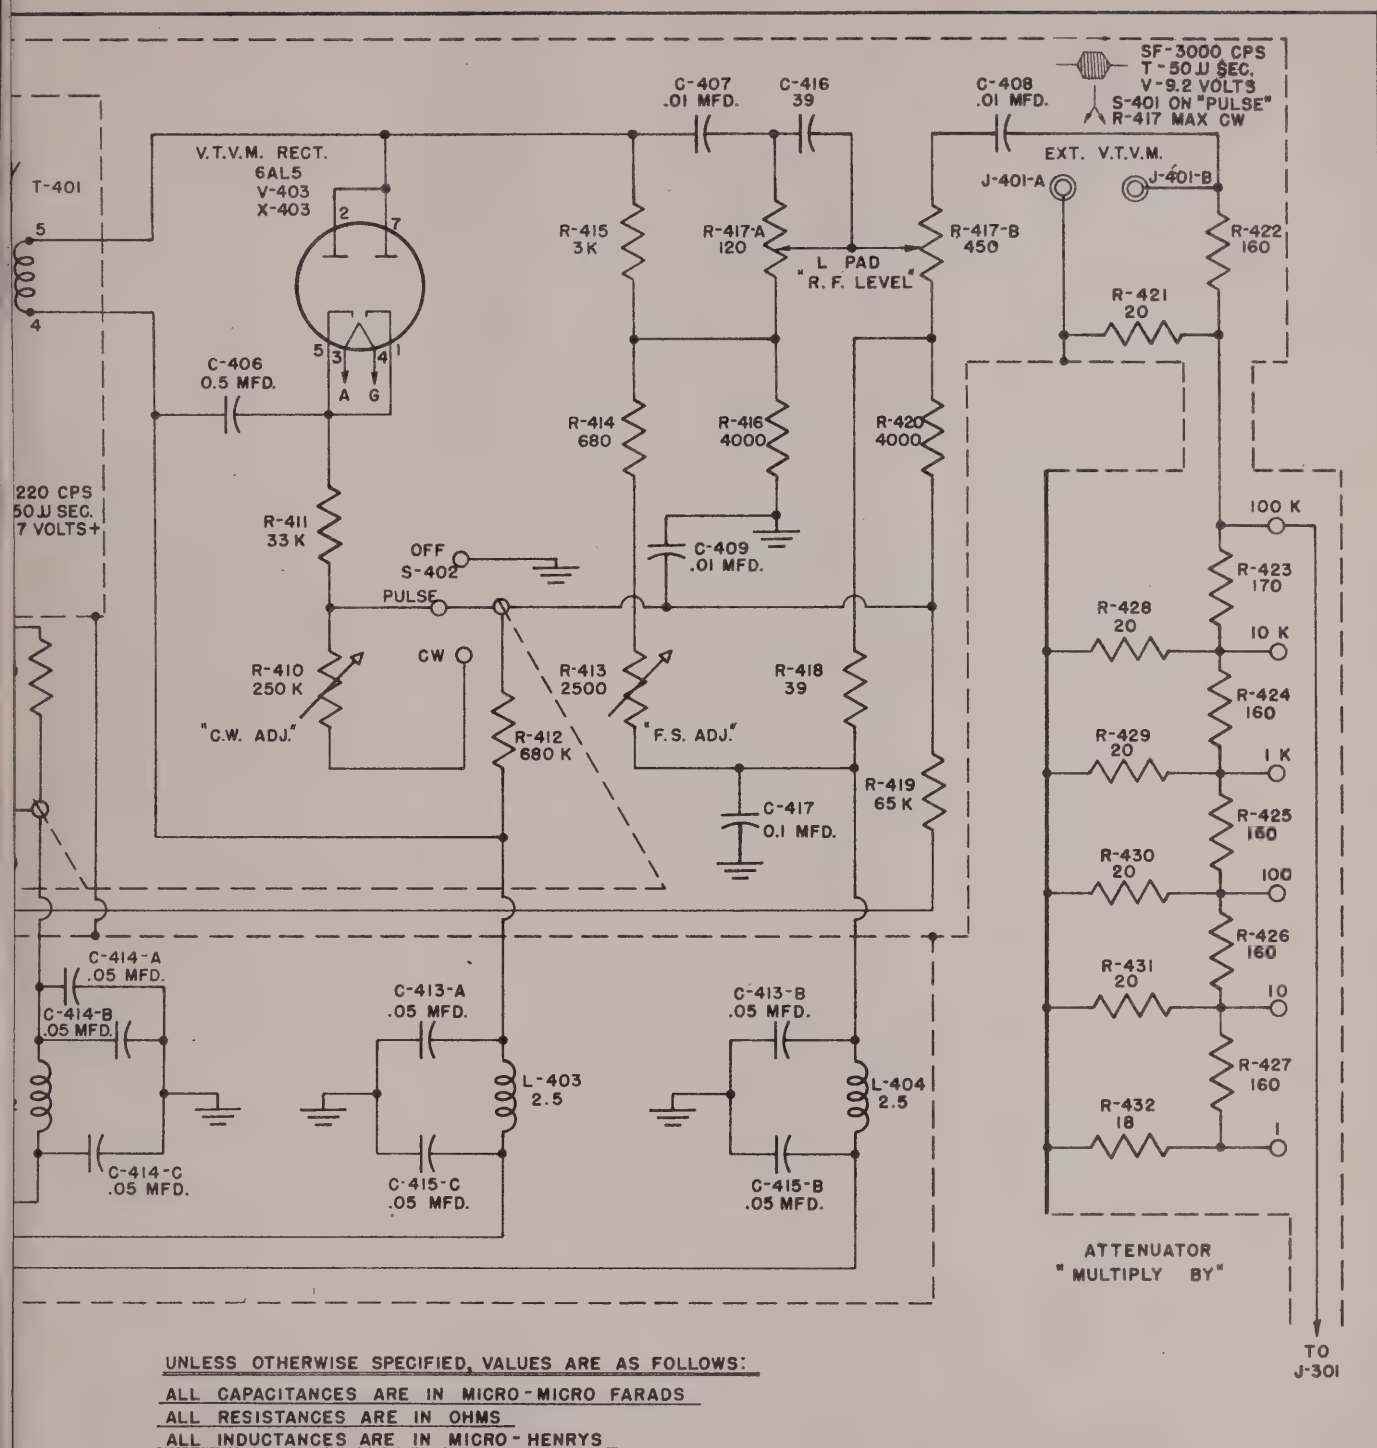 SF-3000 CPS
T-50 U SEC.
V-9.2 VOLTS
S-401 ON "PULSE"
R-417 MAX CW
C-407
.01 MFD.
C-416
39
C-408
.01 MFD.
V.T.V.M. RECT.
6AL5
V-403
X-403
EXT. V.T.V.M.
J-401-A
J-401-B
T-401
5
4
2
7
5
3
4
1
A
G
R-415
3K
R-417-A
120
L PAD
"R.F. LEVEL"
R-417-B
450
R-422
160
R-421
20
C-406
0.5 MFD.
R-414
680
R-416
4000
R-420
4000
220 CPS
50 U SEC.
7 VOLTS+
R-411
33 K
OFF
S-402
PULSE
CW
C-409
.01 MFD.
100 K
R-423
170
R-428
20
10 K
R-410
250 K
"C.W. ADJ."
R-412
680 K
R-413
2500
"F.S. ADJ."
R-418
39
R-424
160
R-429
20
1 K
R-419
65 K
C-417
0.1 MFD.
R-425
160
R-430
20
100
R-426
160
R-431
20
10
C-414-A
.05 MFD.
C-414-B
.05 MFD.
C-413-A
.05 MFD.
C-413-B
.05 MFD.
L-403
2.5
L-404
2.5
R-427
160
R-432
18
1
C-414-C
.05 MFD.
C-415-C
.05 MFD.
C-415-B
.05 MFD.
ATTENUATOR
"MULTIPLY BY"
TO
J-301
UNLESS OTHERWISE SPECIFIED, VALUES ARE AS FOLLOWS:
ALL CAPACITANCES ARE IN MICRO-MICRO FARADS
ALL RESISTANCES ARE IN OHMS
ALL INDUCTANCES ARE IN MICRO-HENRYS